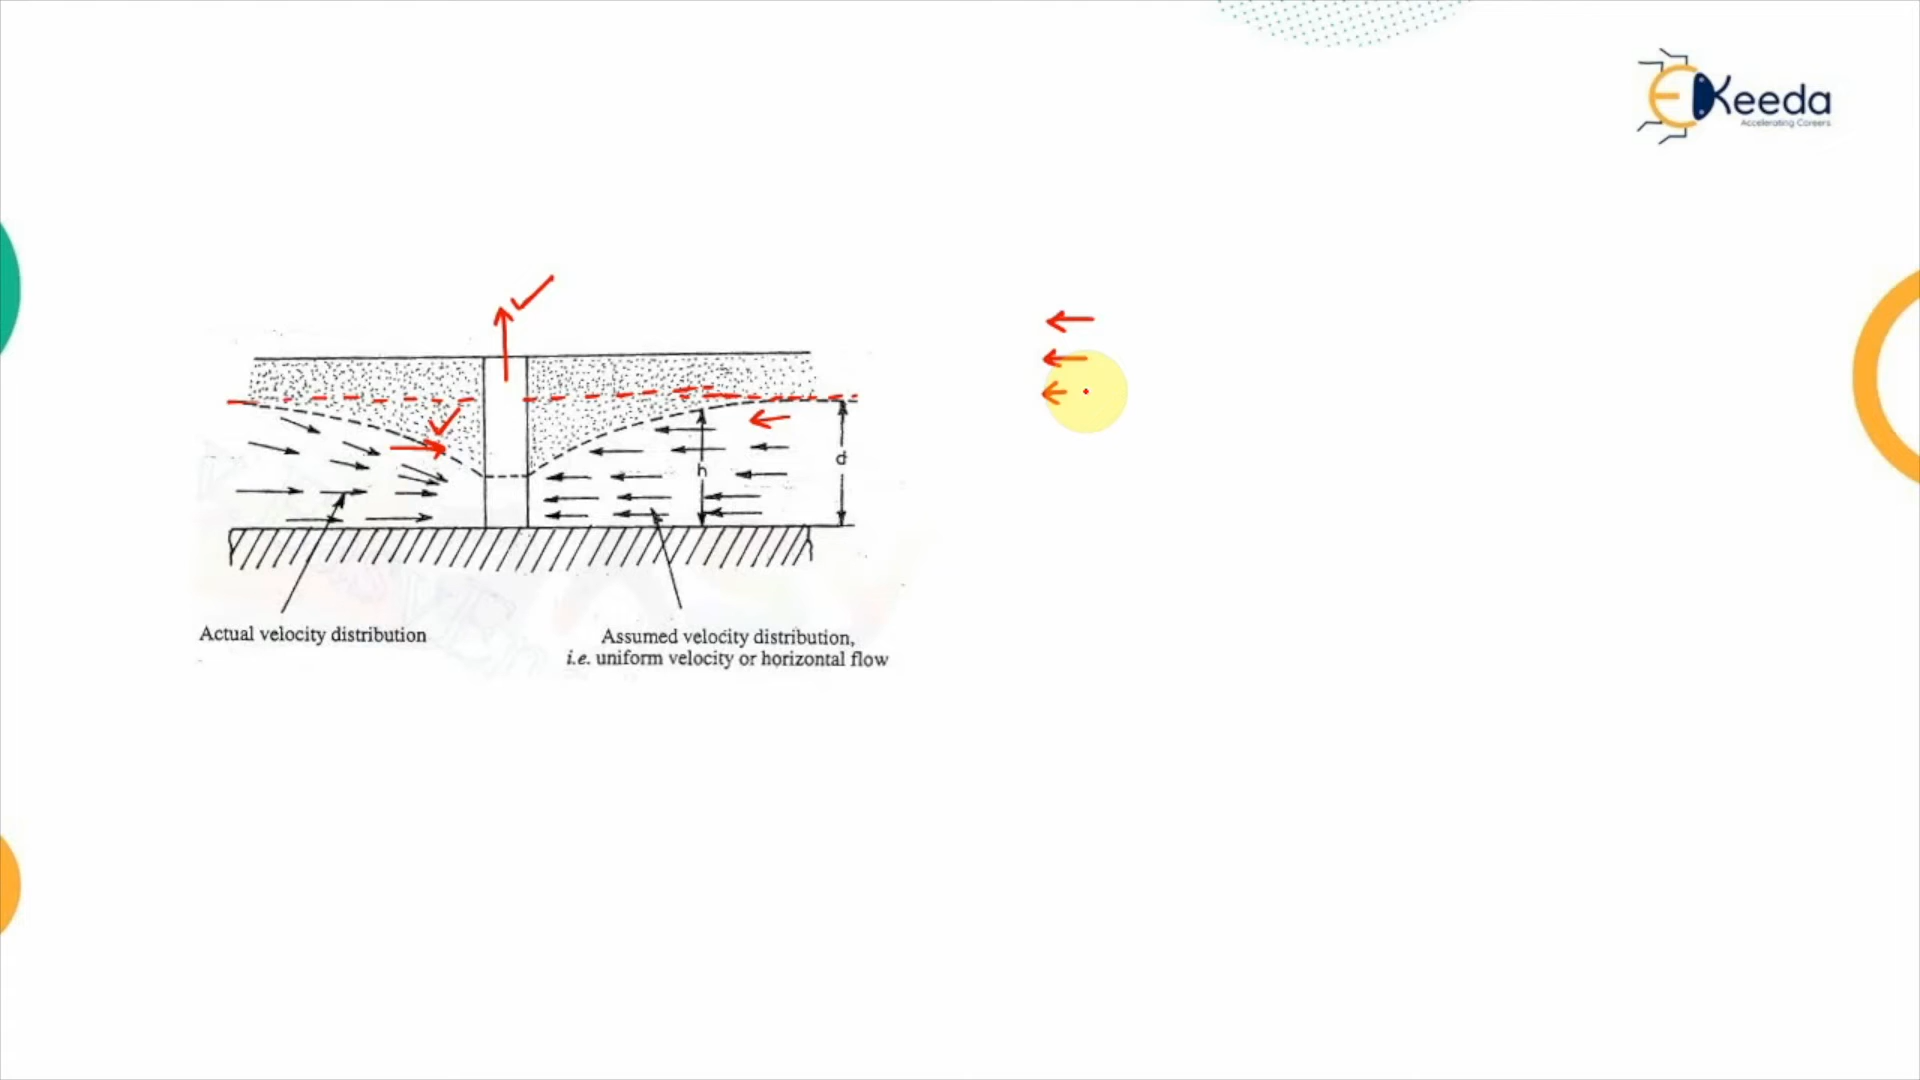 Keeda
Accelerating Careers
h
d
Actual velocity distribution
Assumed velocity distribution,
i.e. uniform velocity or horizontal flow